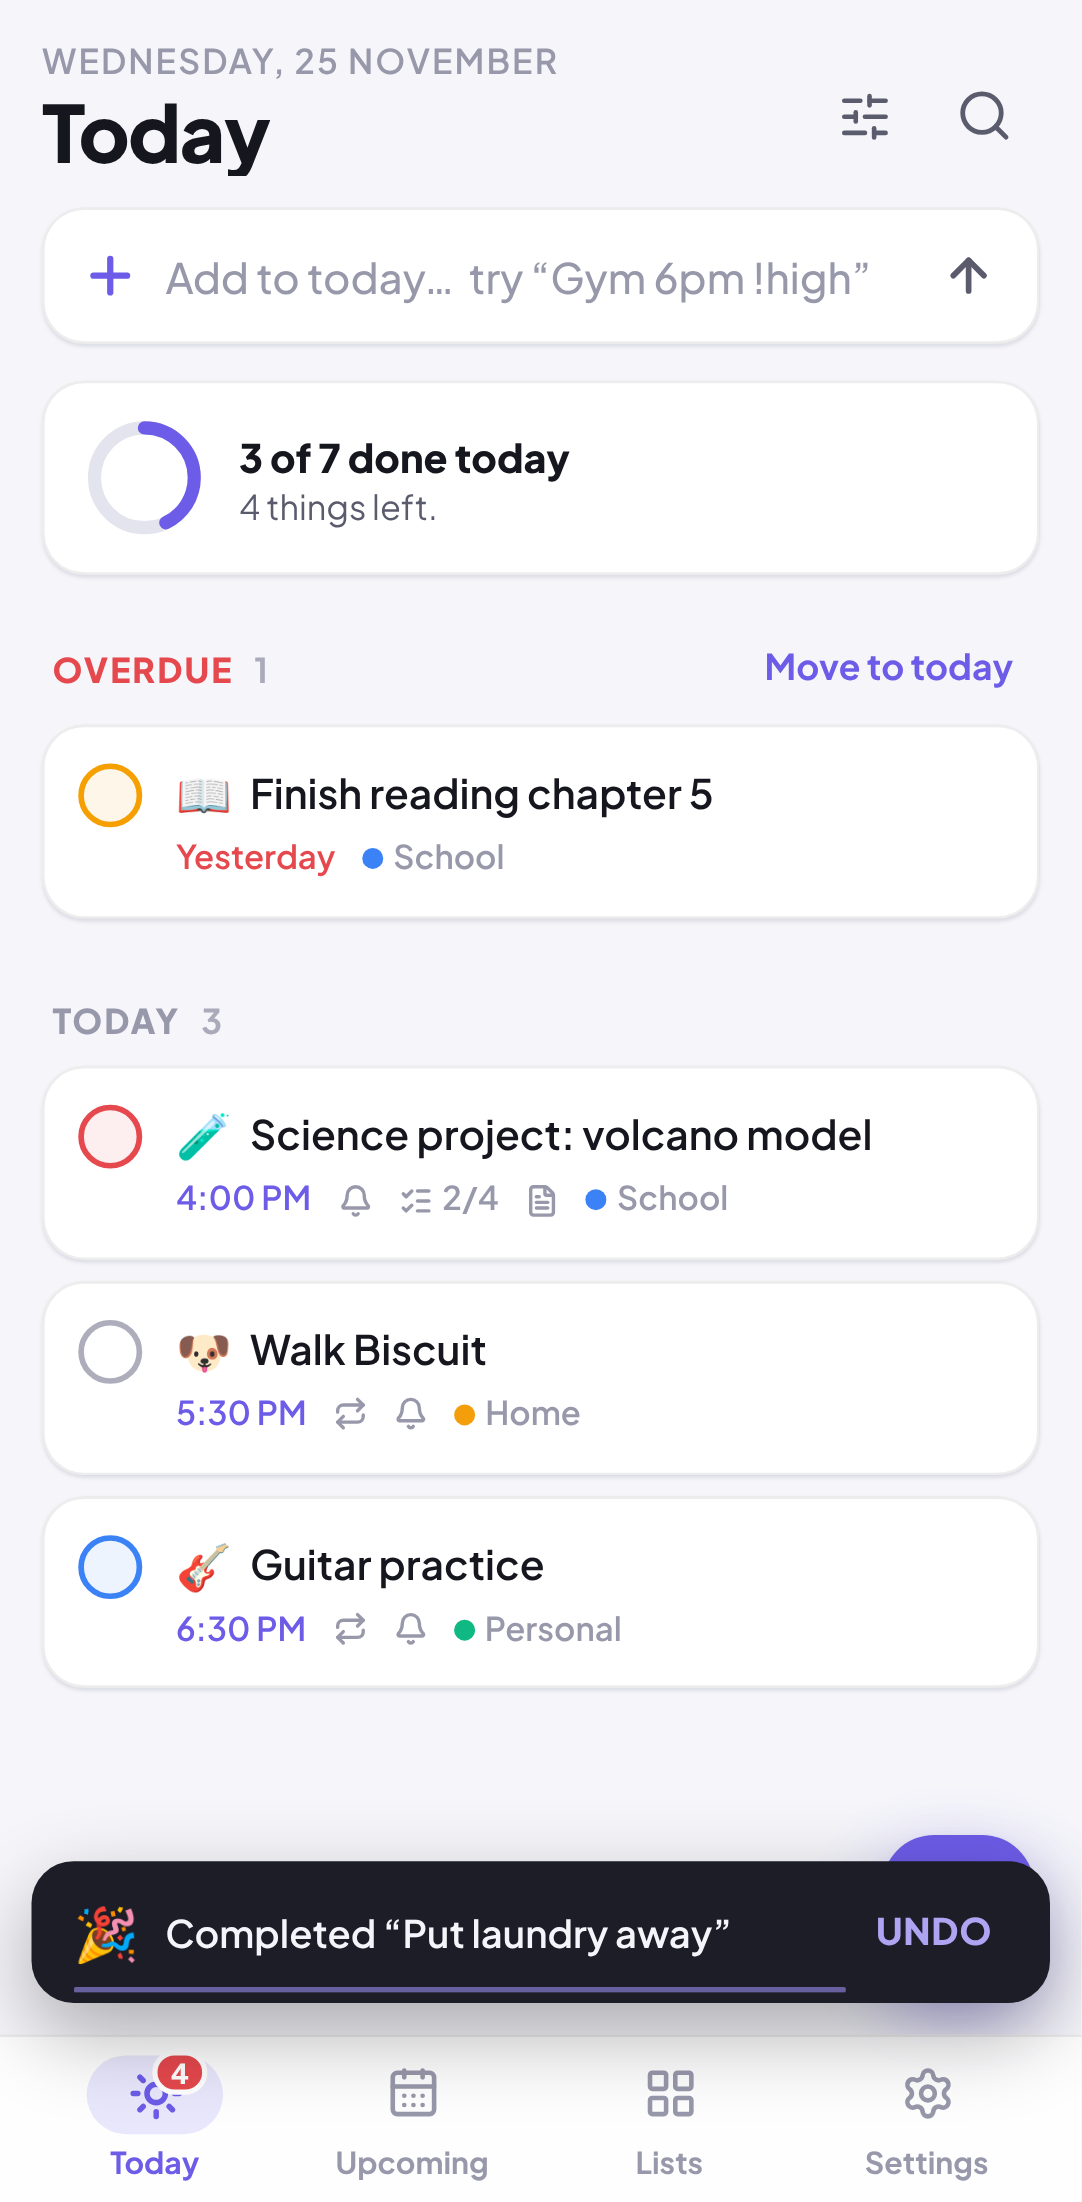 WEDNESDAY, 25 NOVEMBER
Today
Add to today… try “Gym 6pm !high”
3 of 7 done today
4 things left.
OVERDUE 1
Move to today
Finish reading chapter 5
Yesterday School
TODAY 3
Science project: volcano model
4:00 PM 2/4 School
Walk Biscuit
5:30 PM Home
Guitar practice
6:30 PM Personal
Completed “Put laundry away”
UNDO
4
Today Upcoming Lists Settings